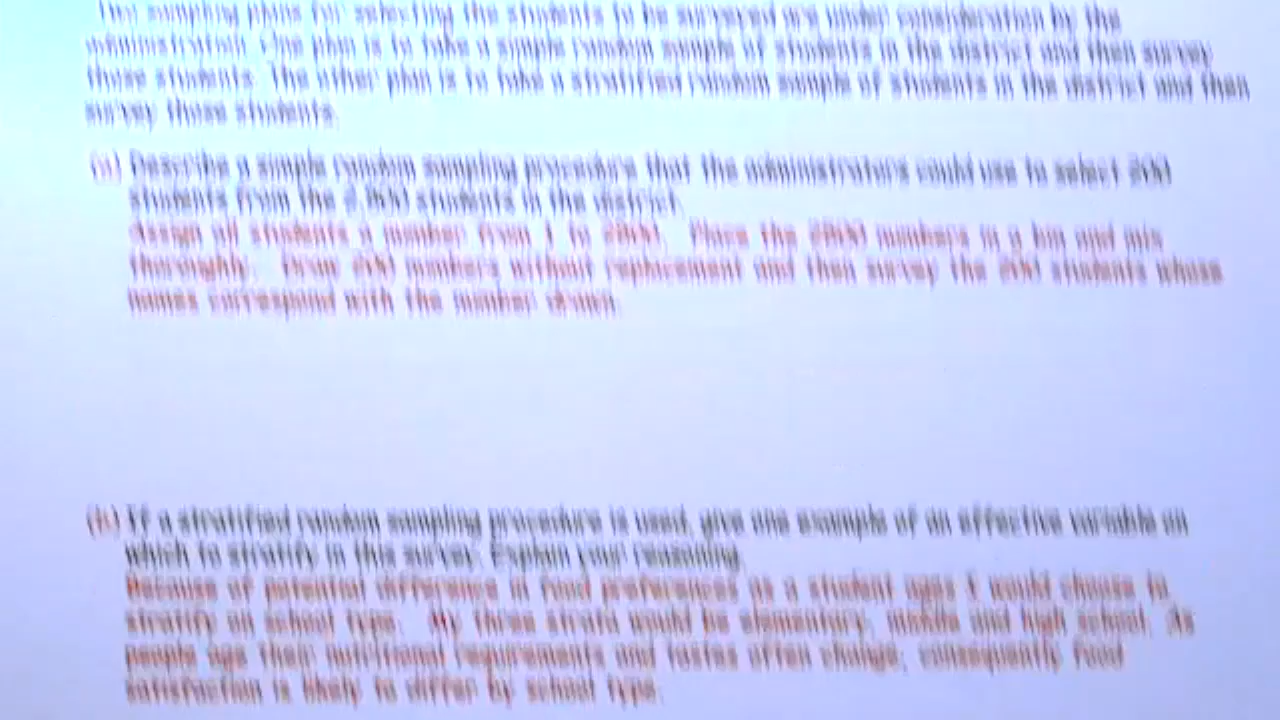 Two sampling plans for selecting the students to be surveyed are under consideration by the
administration. One plan is to take a simple random sample of students in the district and then survey
those students. The other plan is to take a stratified random sample of students in the district and then
survey those students.
(a) Describe a simple random sampling procedure that the administrators could use to select 200
students from the 2,700 students in the district.
Assign all students a number from 1 to 2700. Place the 2700 numbers in a box and mix
thoroughly. Draw 200 numbers without replacement and then survey the 200 students whose
names correspond with the number drawn.
(b) If a stratified random sampling procedure is used, give one example of an effective variable on
which to stratify in this survey. Explain your reasoning.
Because of potential difference in food preferences as a student ages I would choose to
stratify on school type. My three strata would be elementary, middle and high school. As
people age their nutritional requirements and tastes often change; consequently food
satisfaction is likely to differ by school type.